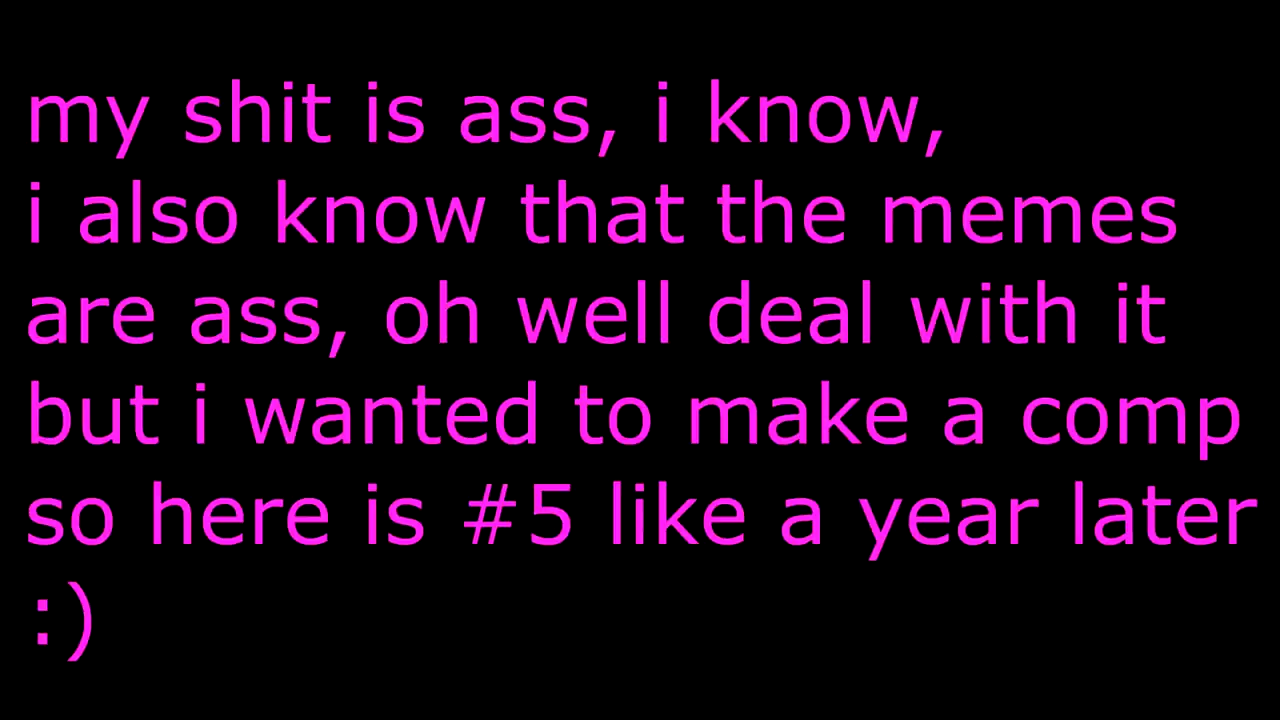 my shit is ass, i know,
i also know that the memes
are ass, oh well deal with it
but i wanted to make a comp
so here is #5 like a year later
:)